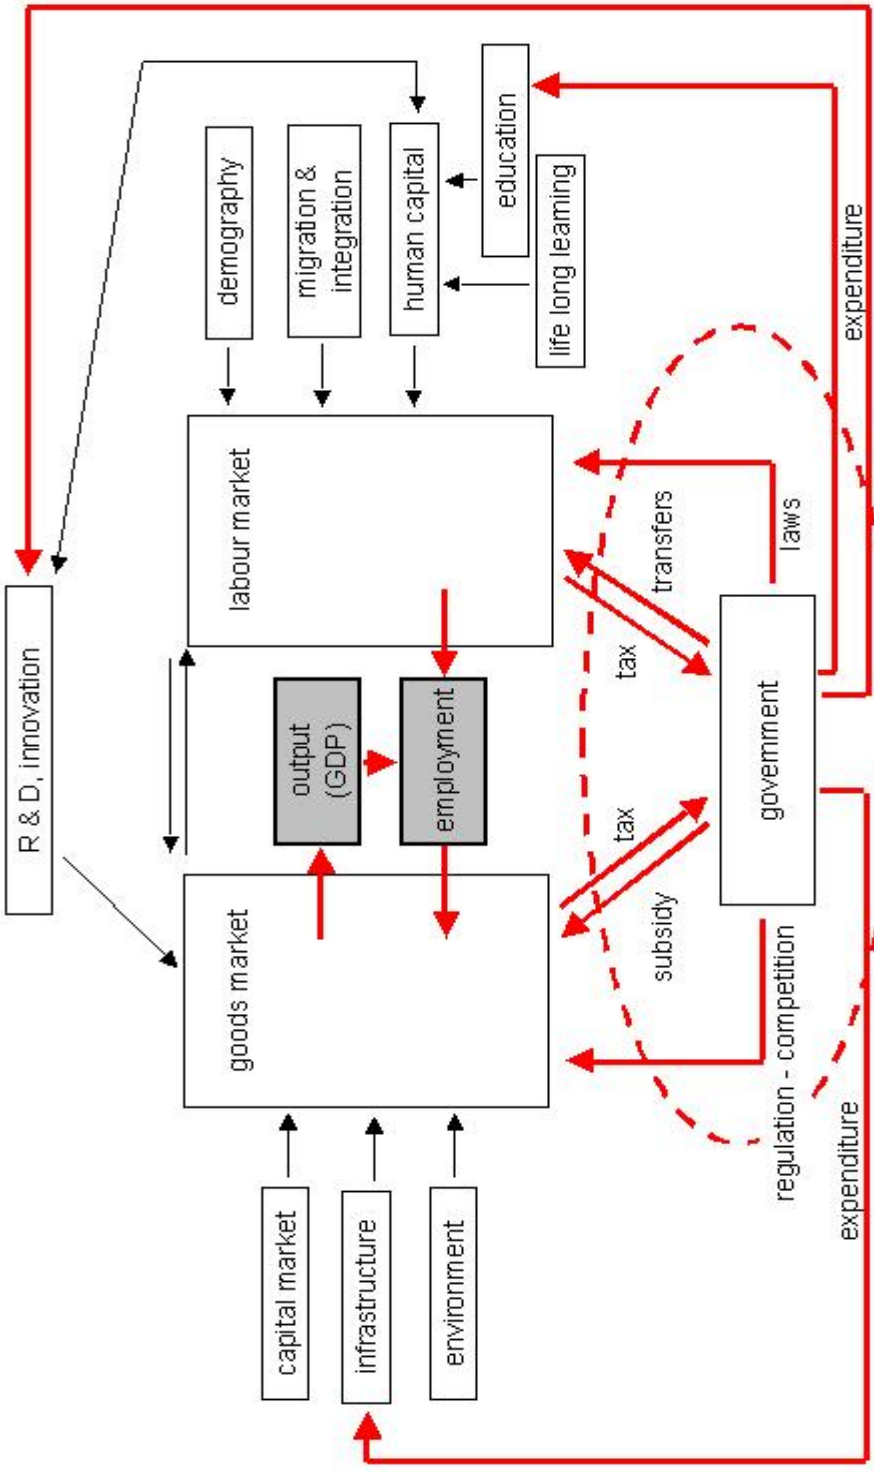 R & D, innovation
demography
migration &
integration
human capital
education
life long learning
labour market
goods market
output
(GDP)
employment
capital market
infrastructure
environment
subsidy
tax
tax
transfers
laws
regulation - competition
government
expenditure
expenditure